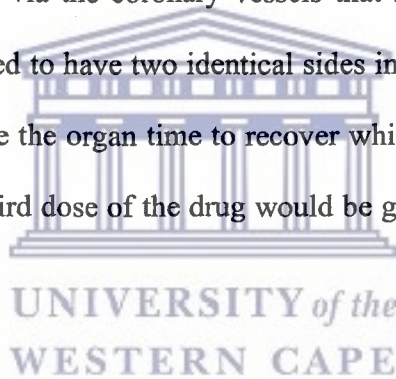 via the coronary vessels that
ed to have two identical sides in
e the organ time to recover whi
ird dose of the drug would be g
UNIVERSITY of the
WESTERN CAPE